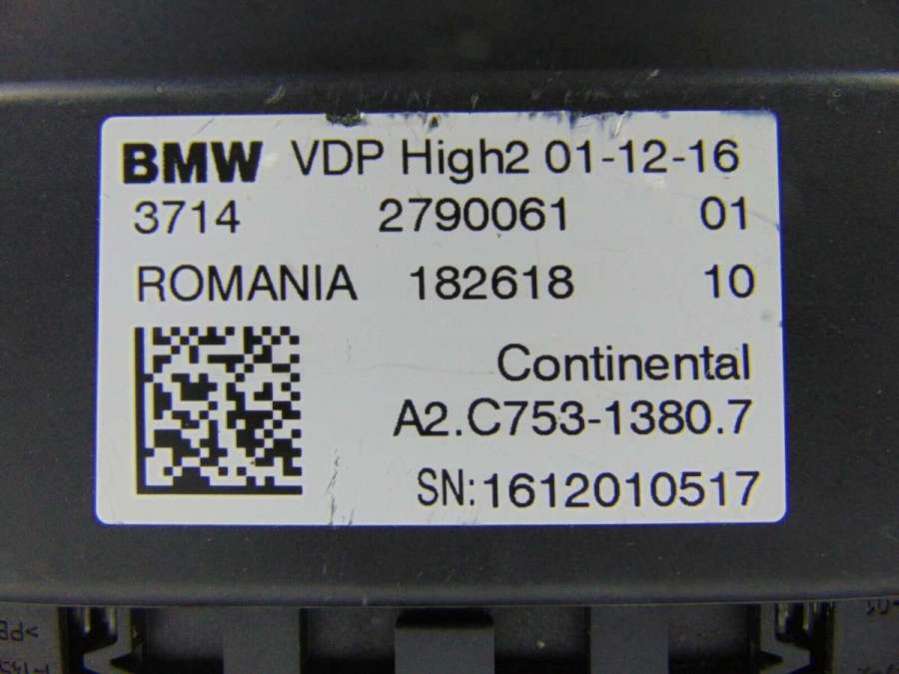 BMW VDP High2 01-12-16
3714 2790061 01
ROMANIA 182618 10
Continental
A2.C753-1380.7
SN:1612010517